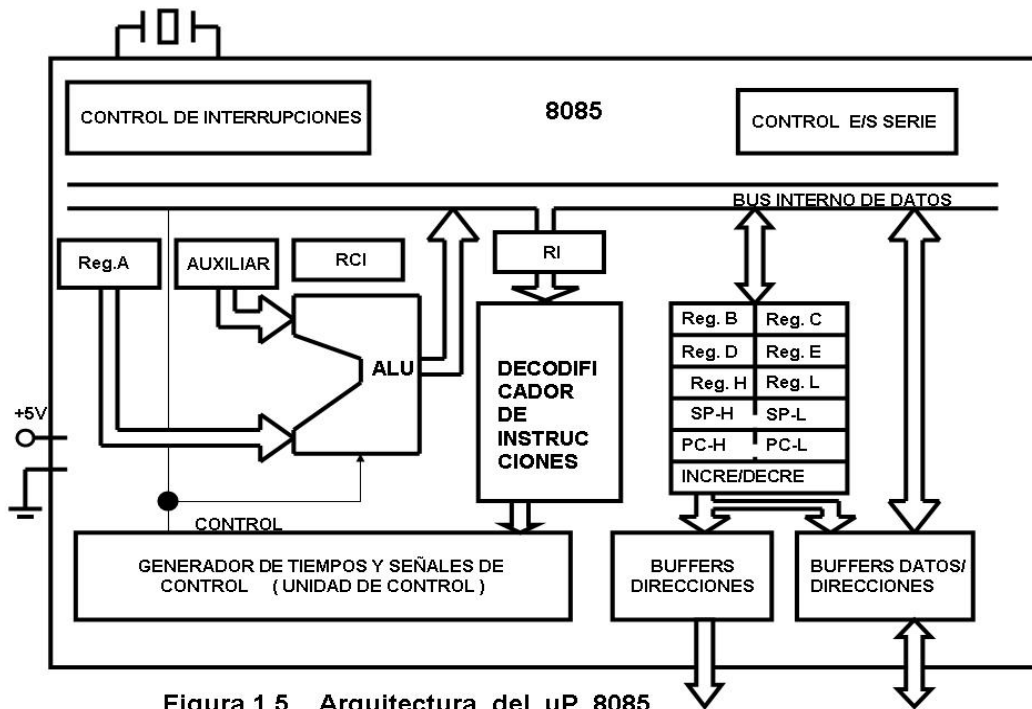 8085
CONTROL DE INTERRUPCIONES
CONTROL E/S SERIE
BUS INTERNO DE DATOS
Reg.A
AUXILIAR
RCI
RI
ALU
DECODIFI
CADOR
DE
INSTRUC
CIONES
Reg. B
Reg. C
Reg. D
Reg. E
Reg. H
Reg. L
SP-H
SP-L
PC-H
PC-L
INCRE/DECRE
+5V
CONTROL
GENERADOR DE TIEMPOS Y SEÑALES DE
CONTROL ( UNIDAD DE CONTROL )
BUFFERS
DIRECCIONES
BUFFERS DATOS/
DIRECCIONES
Figura 1.5 Arquitectura del uP 8085